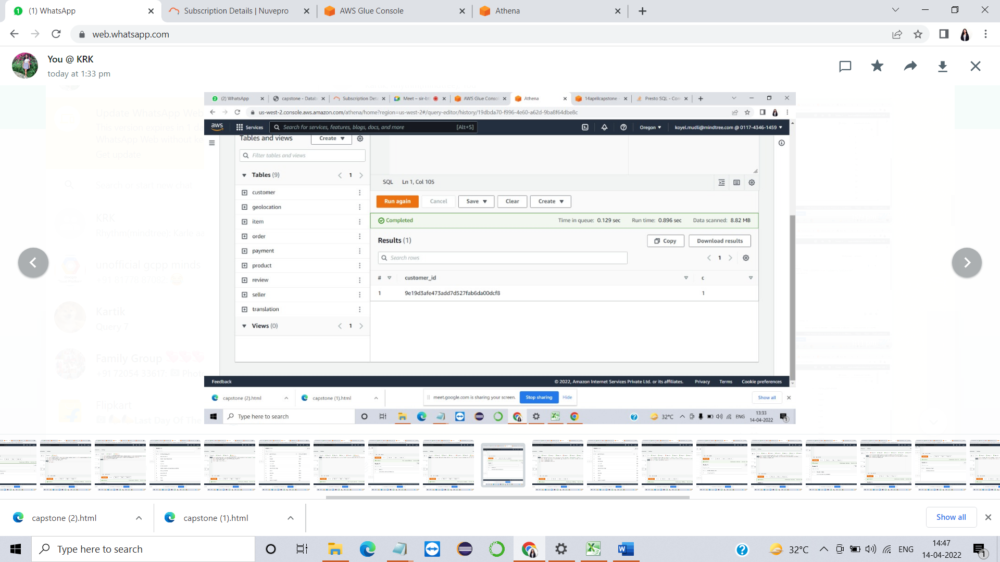 (1) WhatsApp
Subscription Details | Nuvepro
AWS Glue Console
Athena
web.whatsapp.com
You @ KRK
today at 1:33 pm
Update WhatsApp Web
This version expires in 1 da
WhatsApp Web without ke
Get update
Search or start new chat
KRK
Rhythm(mindtree): Karle aa
unofficial gcpp minds
+91 81778 07082:
Kartik
Query 7
Family Group
+91 72054 33617: Photo
Flipkart
Last Day Of The
(2) WhatsApp
capstone - Datab
Subscription Deta
Meet – sir-bt
AWS Glue Consol
Athena
14aprilcapstone
Presto SQL - Con
us-west-2.console.aws.amazon.com/athena/home?region=us-west-2#/query-editor/history/19dbda70-f996-4e60-a62d-9ba8f64dbe8c
aws
Services
Search for services, features, blogs, docs, and more
[Alt+S]
Oregon
koyel.mudli@mindtree.com @ 0117-4346-1459
Tables and views
Create
Filter tables and views
Tables (9)
1
customer
geolocation
item
order
payment
product
review
seller
translation
Views (0)
1
SQL Ln 1, Col 105
Run again
Cancel
Save
Clear
Create
Completed
Time in queue: 0.129 sec Run time: 0.896 sec Data scanned: 8.82 MB
Results (1)
Copy
Download results
Search rows
1
# customer_id c
1 9e19d3afe473add7d527fab6da00dcf8 1
Feedback
© 2022, Amazon Internet Services Private Ltd. or its affiliates. Privacy Terms Cookie preferences
capstone (2).html
capstone (1).html
meet.google.com is sharing your screen. Stop sharing Hide
Show all
Type here to search
32°C
ENG
13:33
14-04-2022
1
capstone (2).html
capstone (1).html
Show all
Type here to search
32°C
ENG
14:47
14-04-2022
1